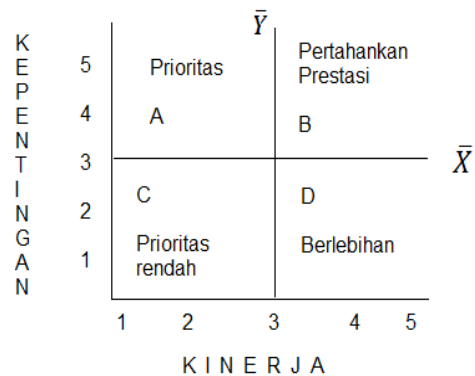 K
E
P
E
N
T
I
N
G
A
N
Ȳ
5
Prioritas
Pertahankan
Prestasi
4
A
B
3
X̄
C
D
2
1
Prioritas
rendah
Berlebihan
1 2 3 4 5
K I N E R J A